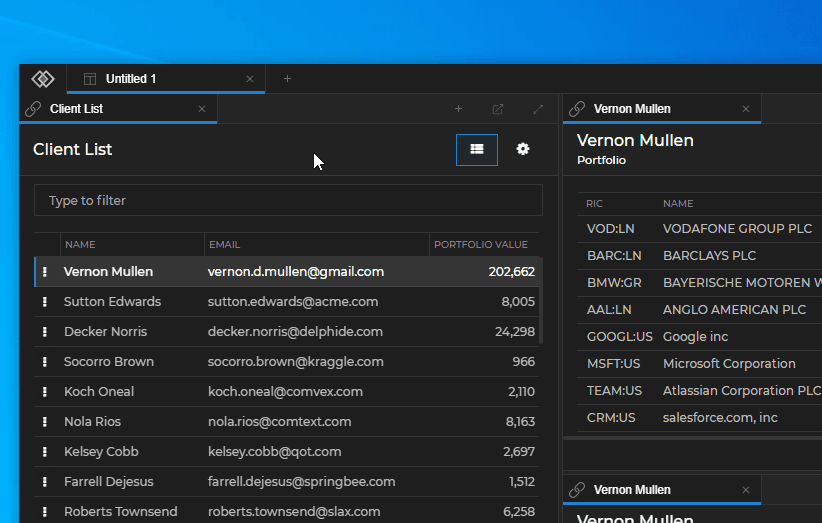 Untitled 1
Client List
Client List
Type to filter
NAME EMAIL PORTFOLIO VALUE
Vernon Mullen vernon.d.mullen@gmail.com 202,662
Sutton Edwards sutton.edwards@acme.com 8,005
Decker Norris decker.norris@delphide.com 24,298
Socorro Brown socorro.brown@kraggle.com 966
Koch Oneal koch.oneal@comvex.com 2,110
Nola Rios nola.rios@comtext.com 8,163
Kelsey Cobb kelsey.cobb@qot.com 2,697
Farrell Dejesus farrell.dejesus@springbee.com 1,512
Roberts Townsend roberts.townsend@slax.com 6,258
Vernon Mullen
Vernon Mullen
Portfolio
RIC NAME
VOD:LN VODAFONE GROUP PLC
BARC:LN BARCLAYS PLC
BMW:GR BAYERISCHE MOTOREN
AAL:LN ANGLO AMERICAN PLC
GOOGL:US Google inc
MSFT:US Microsoft Corporation
TEAM:US Atlassian Corporation PLC
CRM:US salesforce.com, inc
Vernon Mullen
Vernon Mullen